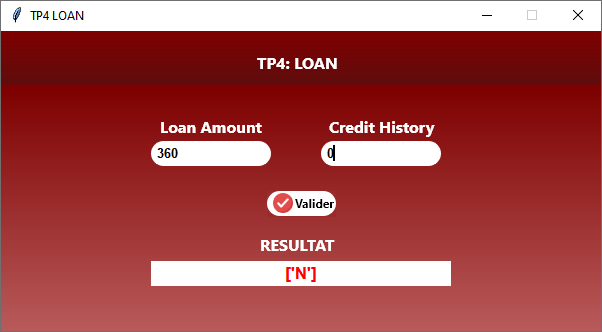 TP4 LOAN
TP4: LOAN
Loan Amount Credit History
360 0
Valider
RESULTAT
['N']